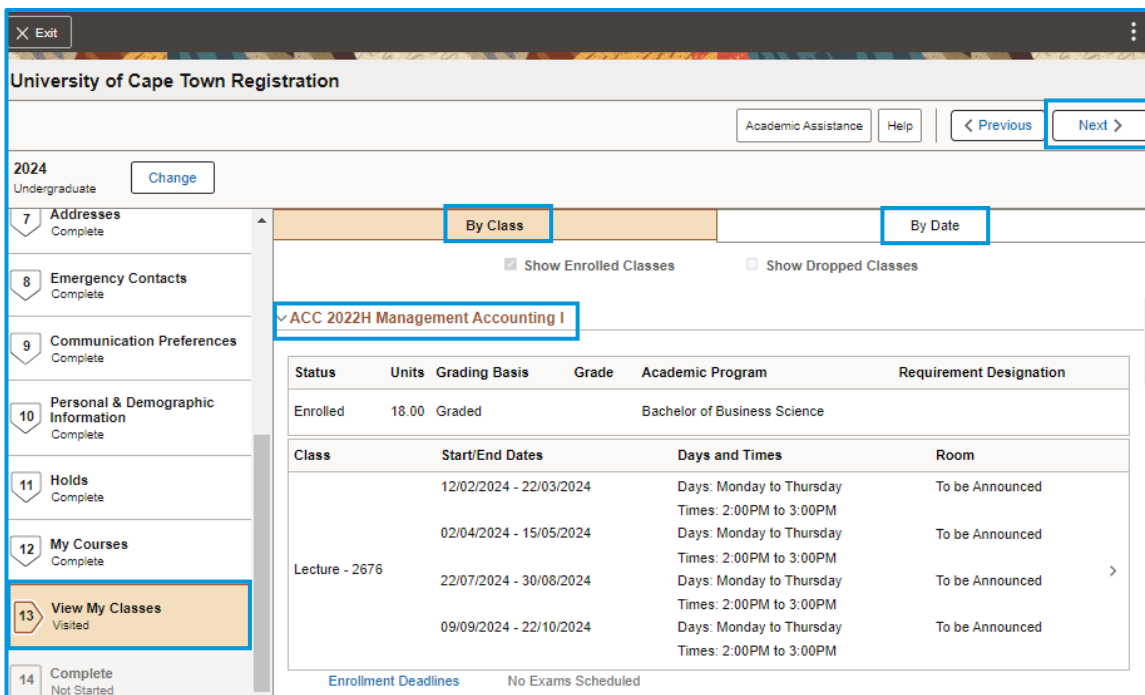 Exit
University of Cape Town Registration
Academic Assistance Help Previous Next
2024
Undergraduate
Change
7 Addresses
Complete
8 Emergency Contacts
Complete
9 Communication Preferences
Complete
10 Personal & Demographic
Information
Complete
11 Holds
Complete
12 My Courses
Complete
13 View My Classes
Visited
14 Complete
Not Started
By Class By Date
Show Enrolled Classes Show Dropped Classes
ACC 2022H Management Accounting I
Status Units Grading Basis Grade Academic Program Requirement Designation
Enrolled 18.00 Graded Bachelor of Business Science
Class Start/End Dates Days and Times Room
12/02/2024 - 22/03/2024 Days: Monday to Thursday To be Announced
Times: 2:00PM to 3:00PM
02/04/2024 - 15/05/2024 Days: Monday to Thursday To be Announced
Times: 2:00PM to 3:00PM
Lecture - 2676
22/07/2024 - 30/08/2024 Days: Monday to Thursday To be Announced
Times: 2:00PM to 3:00PM
09/09/2024 - 22/10/2024 Days: Monday to Thursday To be Announced
Times: 2:00PM to 3:00PM
Enrollment Deadlines No Exams Scheduled